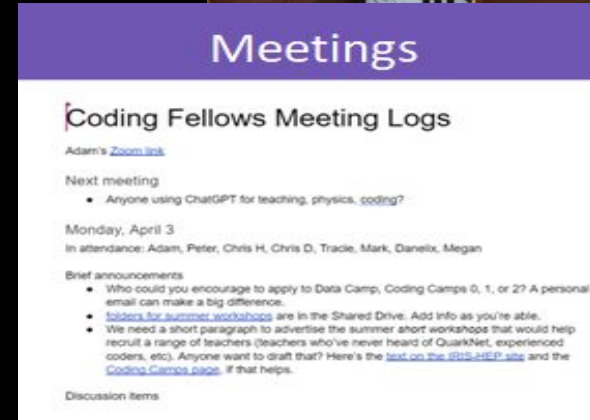 Meetings
Coding Fellows Meeting Logs
Adam's Zoom link
Next meeting
• Anyone using ChatGPT for teaching, physics, coding?
Monday, April 3
In attendance: Adam, Peter, Chris H, Chris D, Tracie, Mark, Danelix, Megan
Brief announcements
• Who could you encourage to apply to Data Camp, Coding Camps 0, 1, or 2? A personal
email can make a big difference.
• folders for summer workshops are in the Shared Drive. Add info as you're able.
• We need a short paragraph to advertise the summer short workshops that would help
recruit a range of teachers (teachers who've never heard of QuarkNet, experienced
coders, etc). Anyone want to draft that? Here's the text on the IRIS-HEP site and the
Coding Camps page, if that helps.
Discussion items